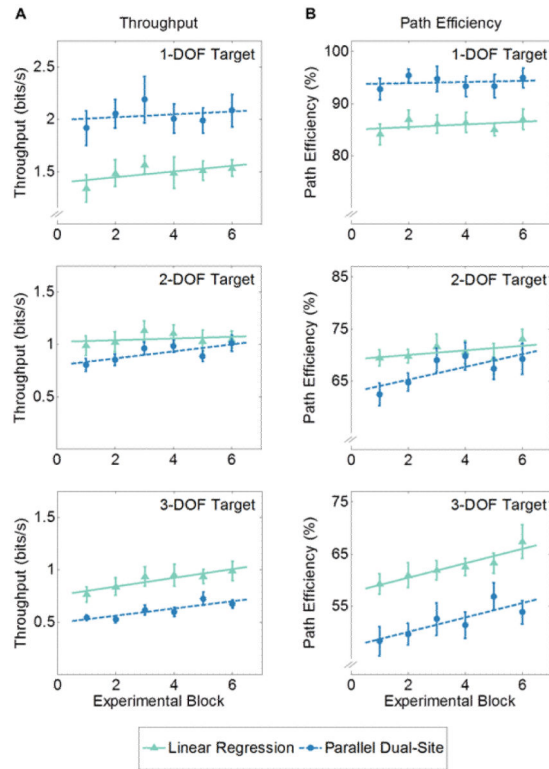 A
Throughput
B
Path Efficiency
1-DOF Target
Throughput (bits/s)
2.5
2
1.5
0
2
4
6
1-DOF Target
Path Efficiency (%)
100
95
90
85
80
0
2
4
6
2-DOF Target
Throughput (bits/s)
1.5
1
0.5
0
2
4
6
2-DOF Target
Path Efficiency (%)
85
75
65
0
2
4
6
3-DOF Target
Throughput (bits/s)
1.5
1
0.5
0
2
4
6
Experimental Block
3-DOF Target
Path Efficiency (%)
75
65
55
0
2
4
6
Experimental Block
Linear Regression
Parallel Dual-Site